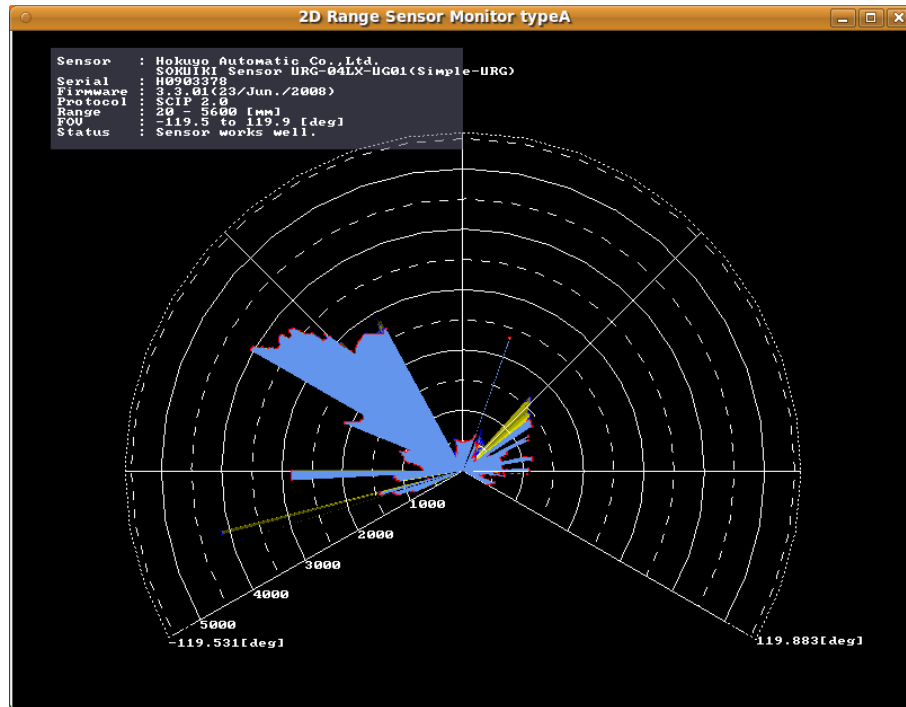 2D Range Sensor Monitor typeA
Sensor : Hokuyo Automatic Co.,Ltd.
SOKUIKI Sensor URG-04LX-UG01(Simple-URG)
Serial : H0903378
Firmware : 3.3.01(23/Jun./2008)
Protocol : SCIP 2.0
Range : 20 - 5600 [mm]
FOV : -119.5 to 119.9 [deg]
Status : Sensor works well.
1000
2000
3000
4000
5000
-119.531[deg]
119.883[deg]